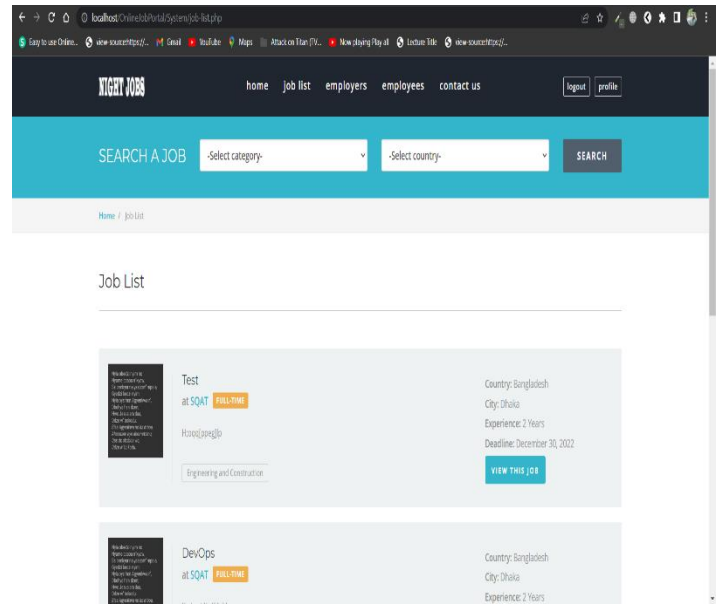 localhost/OnlineJobPortal/System/job-list.php
Easy to use Online... view-sourcehttps://... Gmail YouTube Maps Attack on Titan (TV... Now playing Play all Lecture Title view-sourcehttps://...
NIGHT JOBS home job list employers employees contact us logout profile
SEARCH A JOB -Select category- -Select country- SEARCH
Home / Job List
Job List
Test
at SQAT FULL-TIME
Engineering and Construction
Country: Bangladesh
City: Dhaka
Experience: 2 Years
Deadline: December 30, 2022
VIEW THIS JOB
DevOps
at SQAT FULL-TIME
Country: Bangladesh
City: Dhaka
Experience: 2 Years